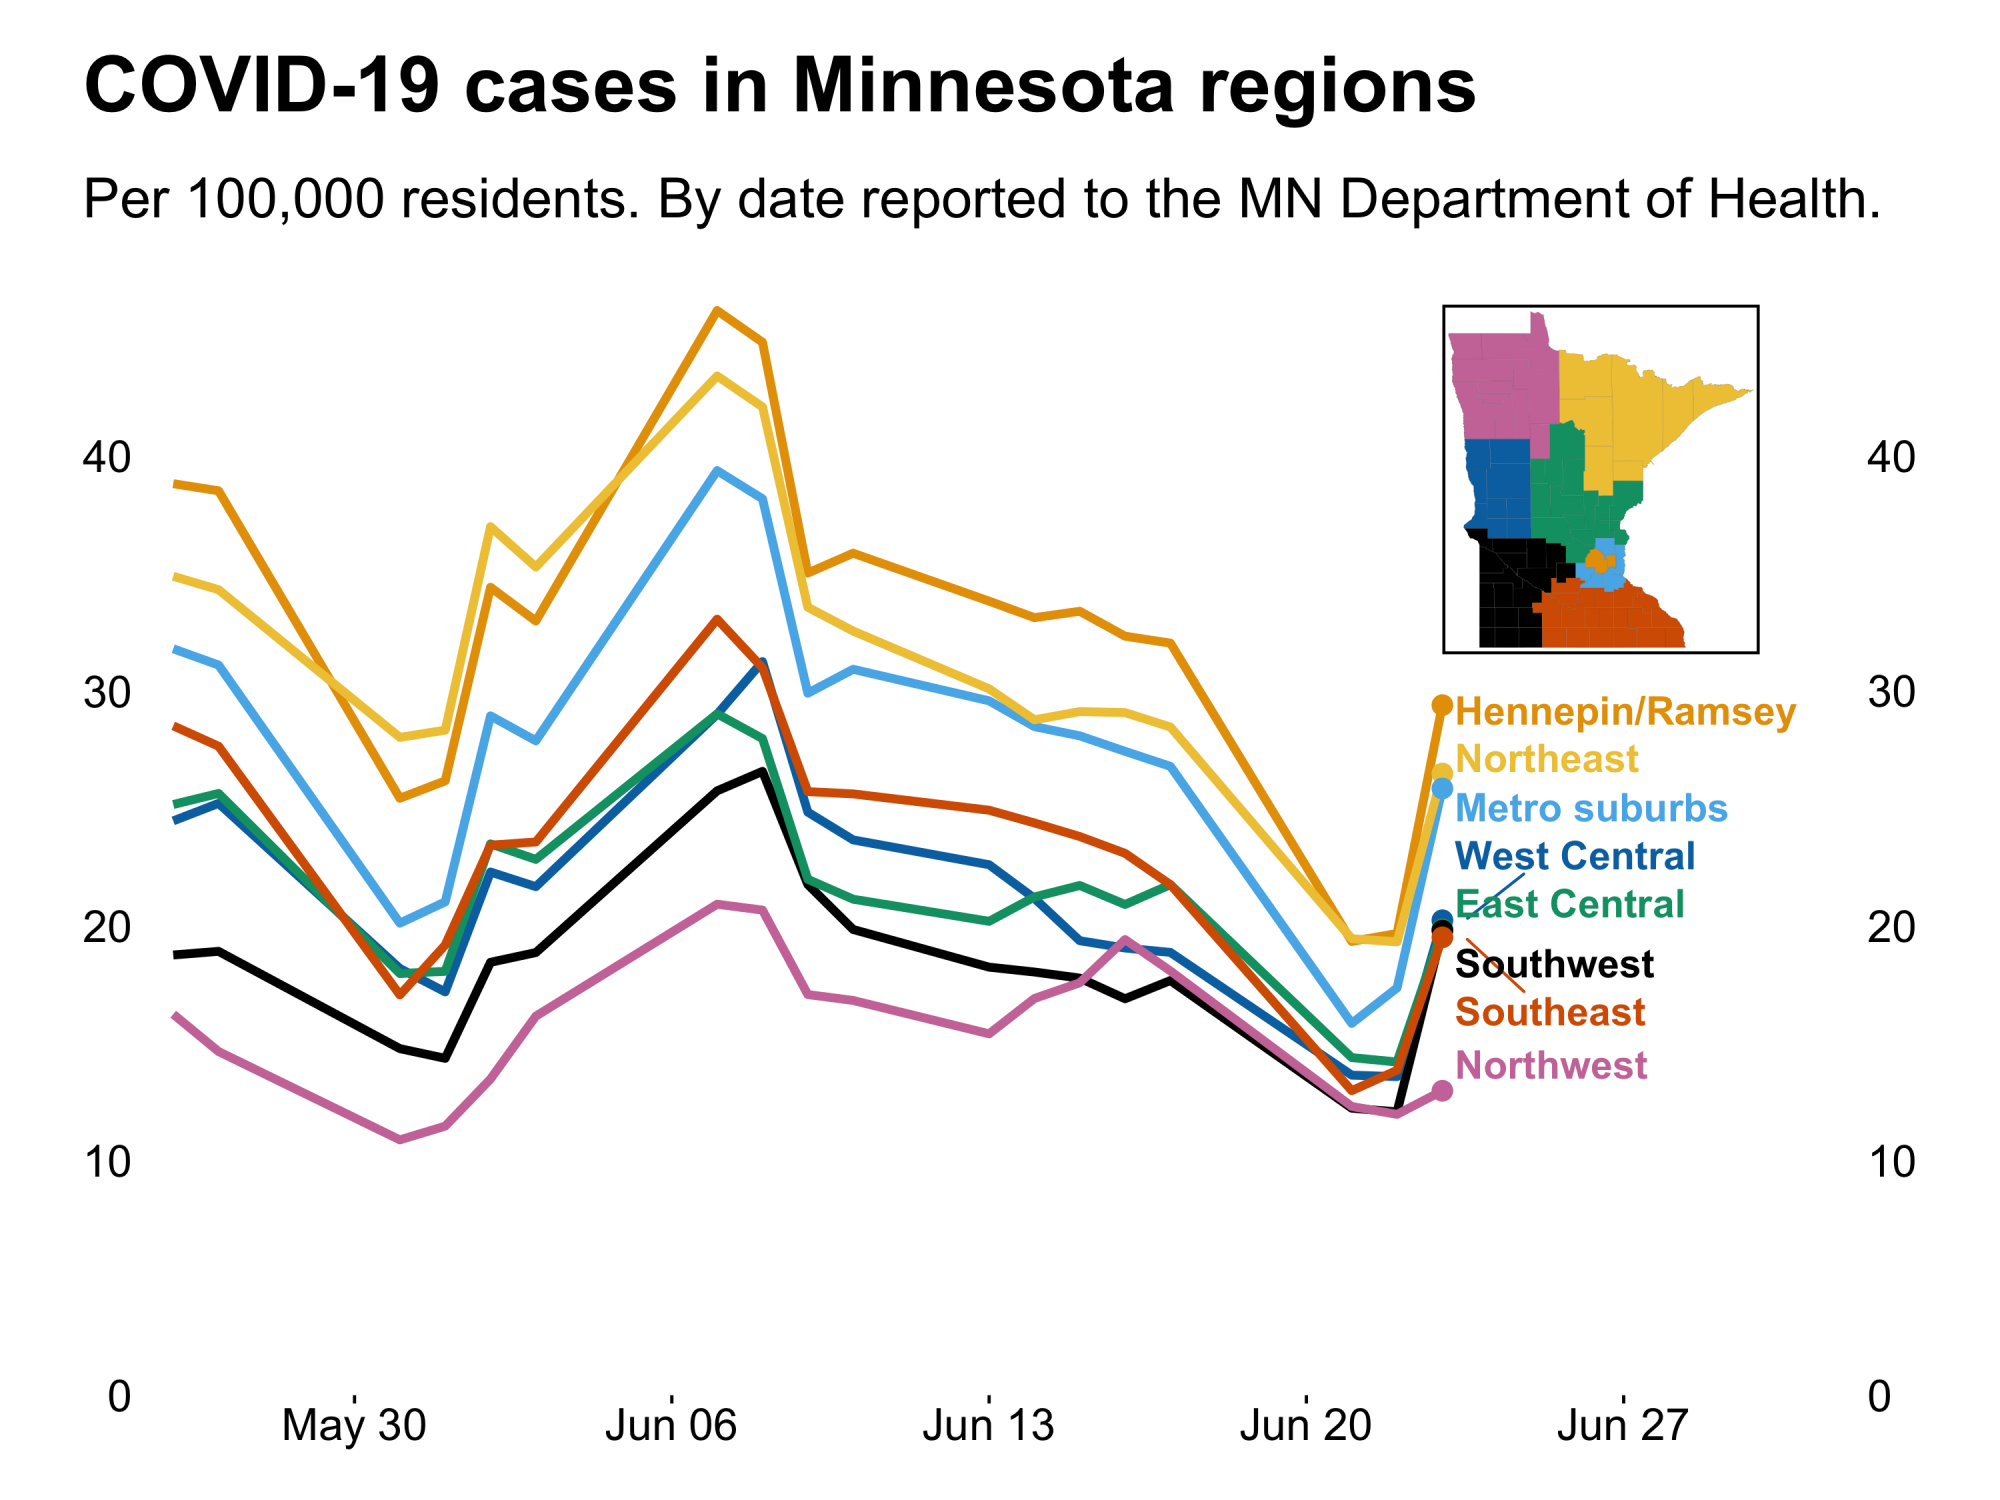 COVID-19 cases in Minnesota regions
Per 100,000 residents. By date reported to the MN Department of Health.
40
40
30
30
Hennepin/Ramsey
Northeast
Metro suburbs
West Central
East Central
20
20
Southwest
Southeast
Northwest
10
10
0
0
May 30
Jun 06
Jun 13
Jun 20
Jun 27